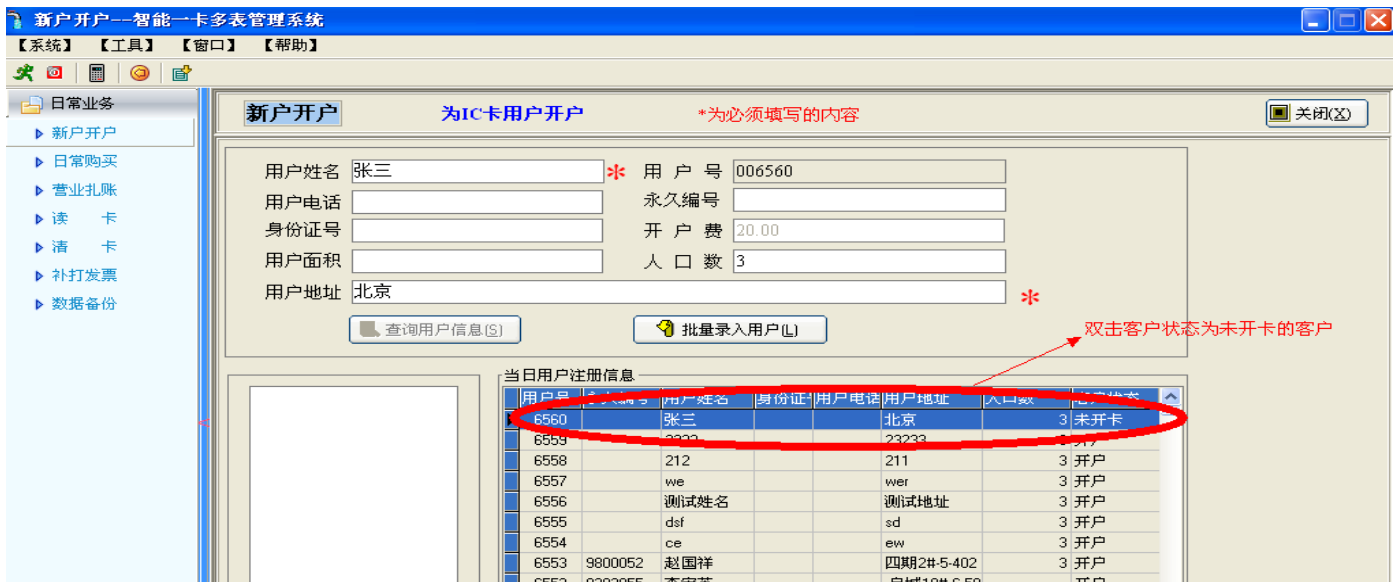 新户开户--智能一卡多表管理系统
【系统】 【工具】 【窗口】 【帮助】
日常业务
新户开户 为IC卡用户开户 *为必须填写的内容 关闭(X)
新户开户
日常购买
营业扎账
读 卡
清 卡
补打发票
数据备份
用户姓名 张三 * 用 户 号 006560
用户电话 永久编号
身份证号 开 户 费 20.00
用户面积 人 口 数 3
用户地址 北京 *
查询用户信息(S) 批量录入用户(L)
双击客户状态为未开卡的客户
当日用户注册信息
用户号 用户姓名 身份证 用户电话 用户地址 人口数
6560 张三 北京 3 未开卡
6559 23233
6558 212 211 3 开户
6557 we wer 3 开户
6556 测试姓名 测试地址 3 开户
6555 dsf sd 3 开户
6554 ce ew 3 开户
6553 9800052 赵国祥 四期2#-5-402 3 开户